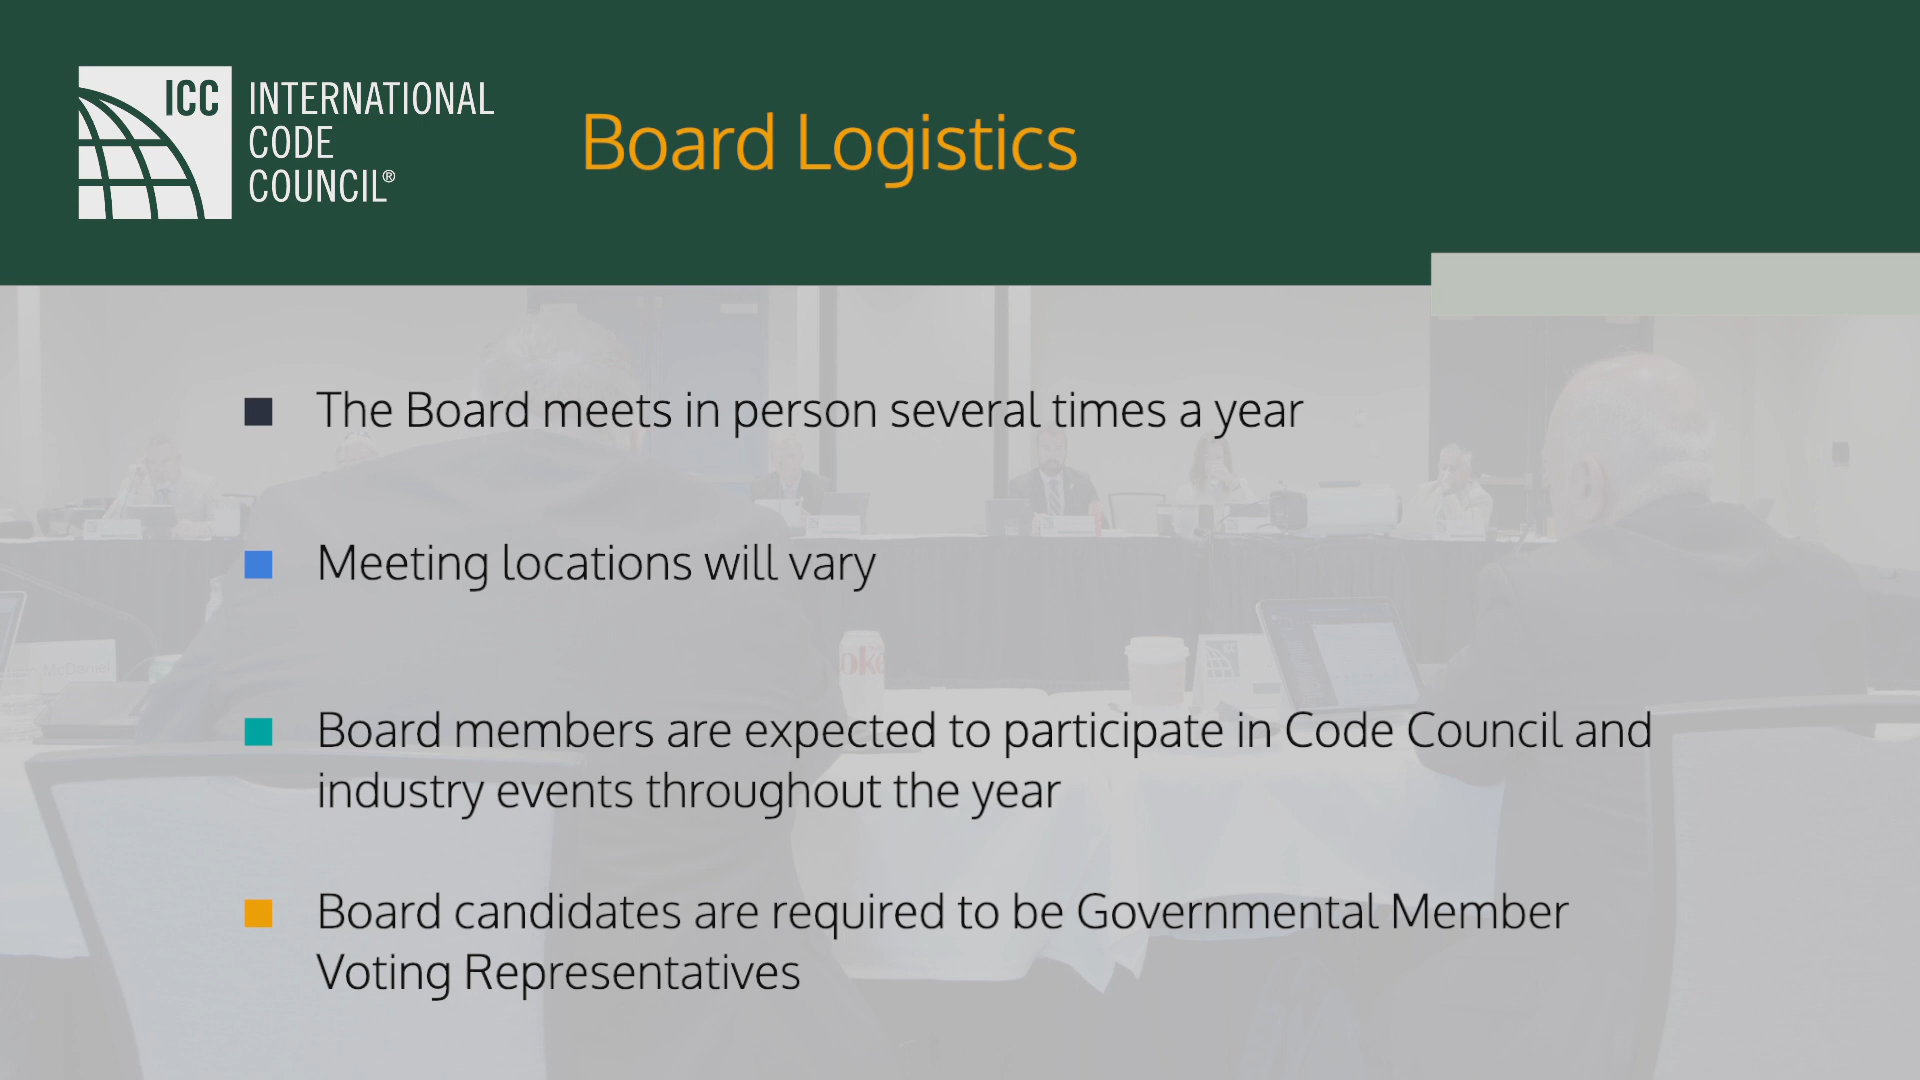 ICC
INTERNATIONAL
CODE
COUNCIL®
Board Logistics
The Board meets in person several times a year
Meeting locations will vary
Board members are expected to participate in Code Council and
industry events throughout the year
Board candidates are required to be Governmental Member
Voting Representatives
McDaniel
oke